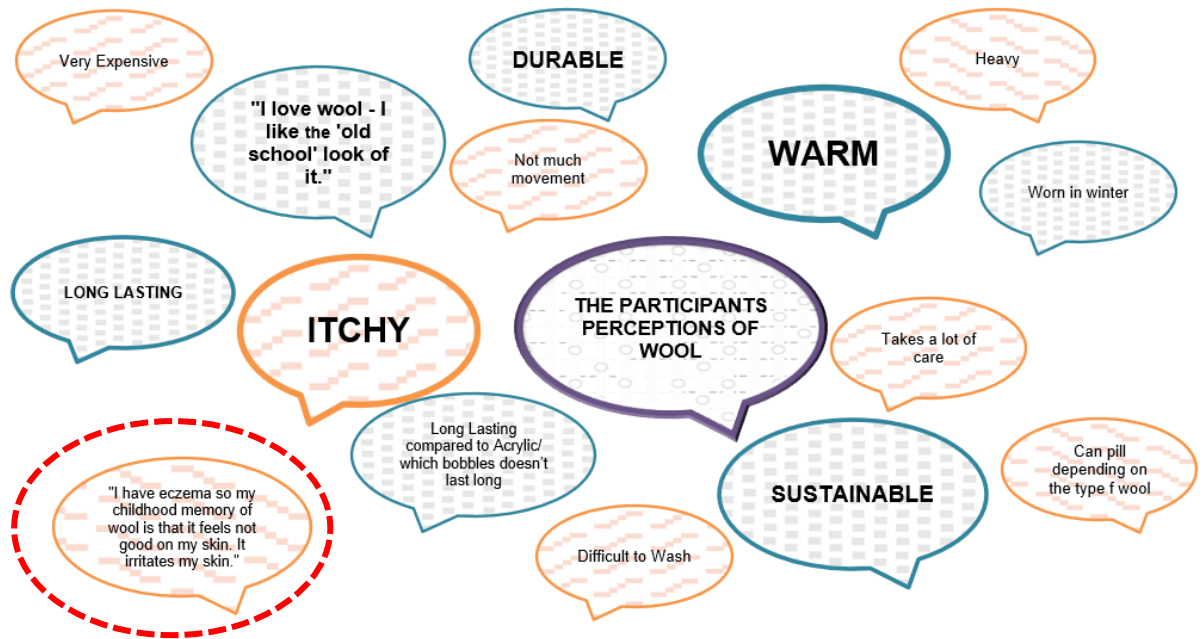 Very Expensive
DURABLE
Heavy
"I love wool - I
like the 'old
school' look of
it."
Not much
movement
WARM
Worn in winter
LONG LASTING
ITCHY
THE PARTICIPANTS
PERCEPTIONS OF
WOOL
Takes a lot of
care
Long Lasting
compared to Acrylic/
which bobbles doesn't
last long
SUSTAINABLE
Can pill
depending on
the type f wool
"I have eczema so my
childhood memory of
wool is that it feels not
good on my skin. It
irritates my skin."
Difficult to Wash